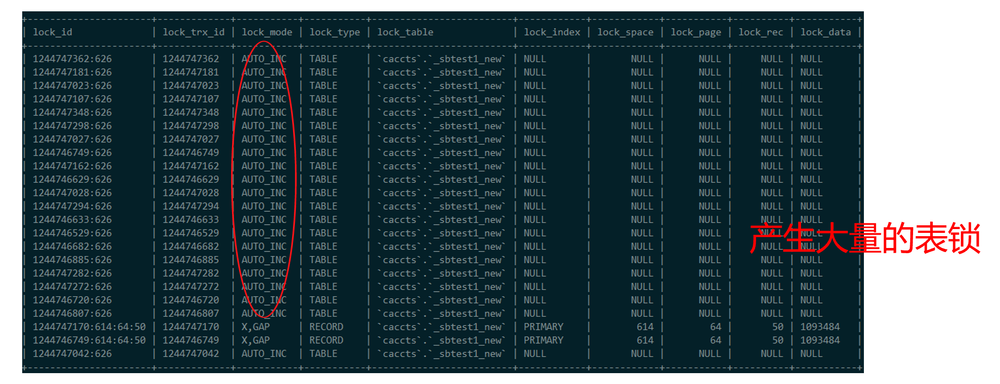 | lock_id | lock_trx_id | lock_mode | lock_type | lock_table | lock_index | lock_space | lock_page | lock_rec | lock_data |
| 1244747362:626 | 1244747362 | AUTO_INC | TABLE | `caccts`.`_sbtest1_new` | NULL | NULL | NULL | NULL | NULL |
| 1244747181:626 | 1244747181 | AUTO_INC | TABLE | `caccts`.`_sbtest1_new` | NULL | NULL | NULL | NULL | NULL |
| 1244747023:626 | 1244747023 | AUTO_INC | TABLE | `caccts`.`_sbtest1_new` | NULL | NULL | NULL | NULL | NULL |
| 1244747107:626 | 1244747107 | AUTO_INC | TABLE | `caccts`.`_sbtest1_new` | NULL | NULL | NULL | NULL | NULL |
| 1244747348:626 | 1244747348 | AUTO_INC | TABLE | `caccts`.`_sbtest1_new` | NULL | NULL | NULL | NULL | NULL |
| 1244747298:626 | 1244747298 | AUTO_INC | TABLE | `caccts`.`_sbtest1_new` | NULL | NULL | NULL | NULL | NULL |
| 1244747027:626 | 1244747027 | AUTO_INC | TABLE | `caccts`.`_sbtest1_new` | NULL | NULL | NULL | NULL | NULL |
| 1244746749:626 | 1244746749 | AUTO_INC | TABLE | `caccts`.`_sbtest1_new` | NULL | NULL | NULL | NULL | NULL |
| 1244747162:626 | 1244747162 | AUTO_INC | TABLE | `caccts`.`_sbtest1_new` | NULL | NULL | NULL | NULL | NULL |
| 1244746629:626 | 1244746629 | AUTO_INC | TABLE | `caccts`.`_sbtest1_new` | NULL | NULL | NULL | NULL | NULL |
| 1244747028:626 | 1244747028 | AUTO_INC | TABLE | `caccts`.`_sbtest1_new` | NULL | NULL | NULL | NULL | NULL |
| 1244747294:626 | 1244747294 | AUTO_INC | TABLE | `caccts`.`_sbtest1_new` | NULL | NULL | NULL | NULL | NULL |
| 1244746633:626 | 1244746633 | AUTO_INC | TABLE | `caccts`.`_sbtest1_new` | NULL | NULL | NULL | NULL | NULL |
| 1244746529:626 | 1244746529 | AUTO_INC | TABLE | `caccts`.`_sbtest1_new` | NULL | NULL | NULL | NULL | NULL |
产生大量的表锁
| 1244746682:626 | 1244746682 | AUTO_INC | TABLE | `caccts`.`_sbtest1_new` | NULL | NULL | NULL | NULL | NULL |
| 1244746885:626 | 1244746885 | AUTO_INC | TABLE | `caccts`.`_sbtest1_new` | NULL | NULL | NULL | NULL | NULL |
| 1244747282:626 | 1244747282 | AUTO_INC | TABLE | `caccts`.`_sbtest1_new` | NULL | NULL | NULL | NULL | NULL |
| 1244747272:626 | 1244747272 | AUTO_INC | TABLE | `caccts`.`_sbtest1_new` | NULL | NULL | NULL | NULL | NULL |
| 1244746720:626 | 1244746720 | AUTO_INC | TABLE | `caccts`.`_sbtest1_new` | NULL | NULL | NULL | NULL | NULL |
| 1244746807:626 | 1244746807 | AUTO_INC | TABLE | `caccts`.`_sbtest1_new` | NULL | NULL | NULL | NULL | NULL |
| 1244747170:614:64:50 | 1244747170 | X,GAP | RECORD | `caccts`.`_sbtest1_new` | PRIMARY | 614 | 64 | 50 | 1093484 |
| 1244746749:614:64:50 | 1244746749 | X,GAP | RECORD | `caccts`.`_sbtest1_new` | PRIMARY | 614 | 64 | 50 | 1093484 |
| 1244747042:626 | 1244747042 | AUTO_INC | TABLE | `caccts`.`_sbtest1_new` | NULL | NULL | NULL | NULL | NULL |